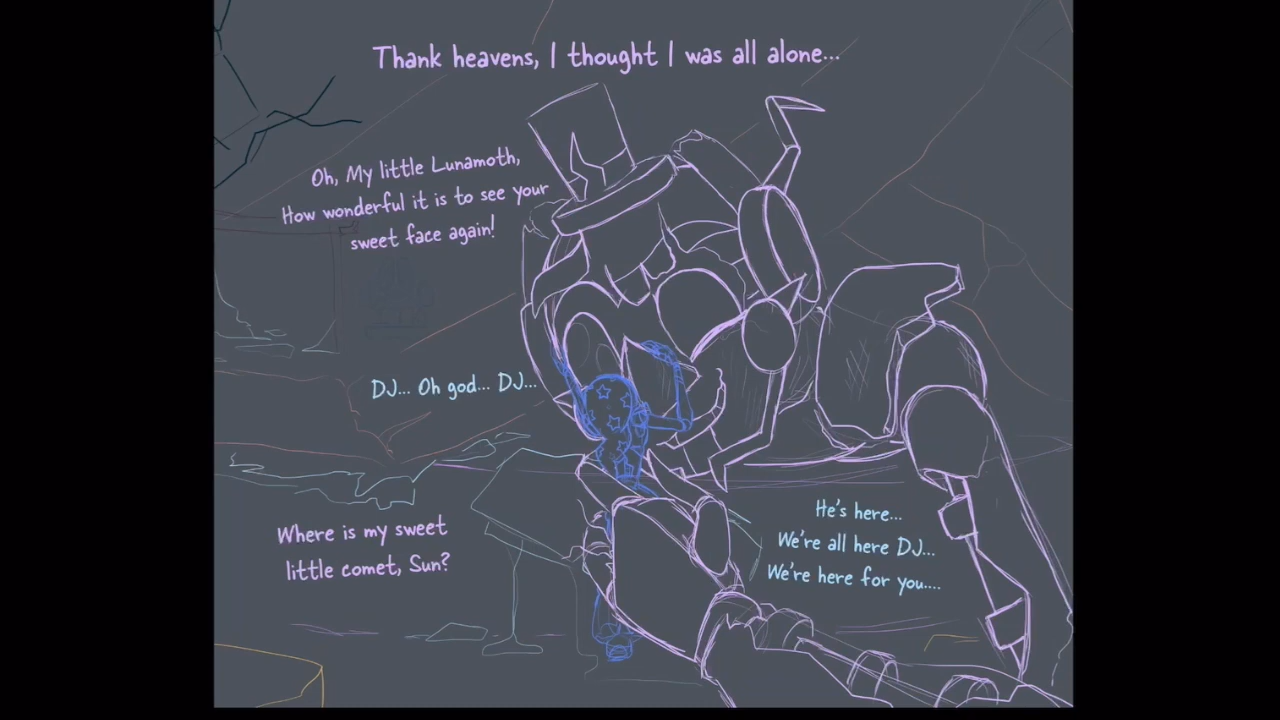 Thank heavens, I thought I was all alone...
Oh, My little Lunamoth,
How wonderful it is to see your
sweet face again!
DJ... Oh god... DJ...
Where is my sweet
little comet, Sun?
He's here...
We're all here DJ...
We're here for you....